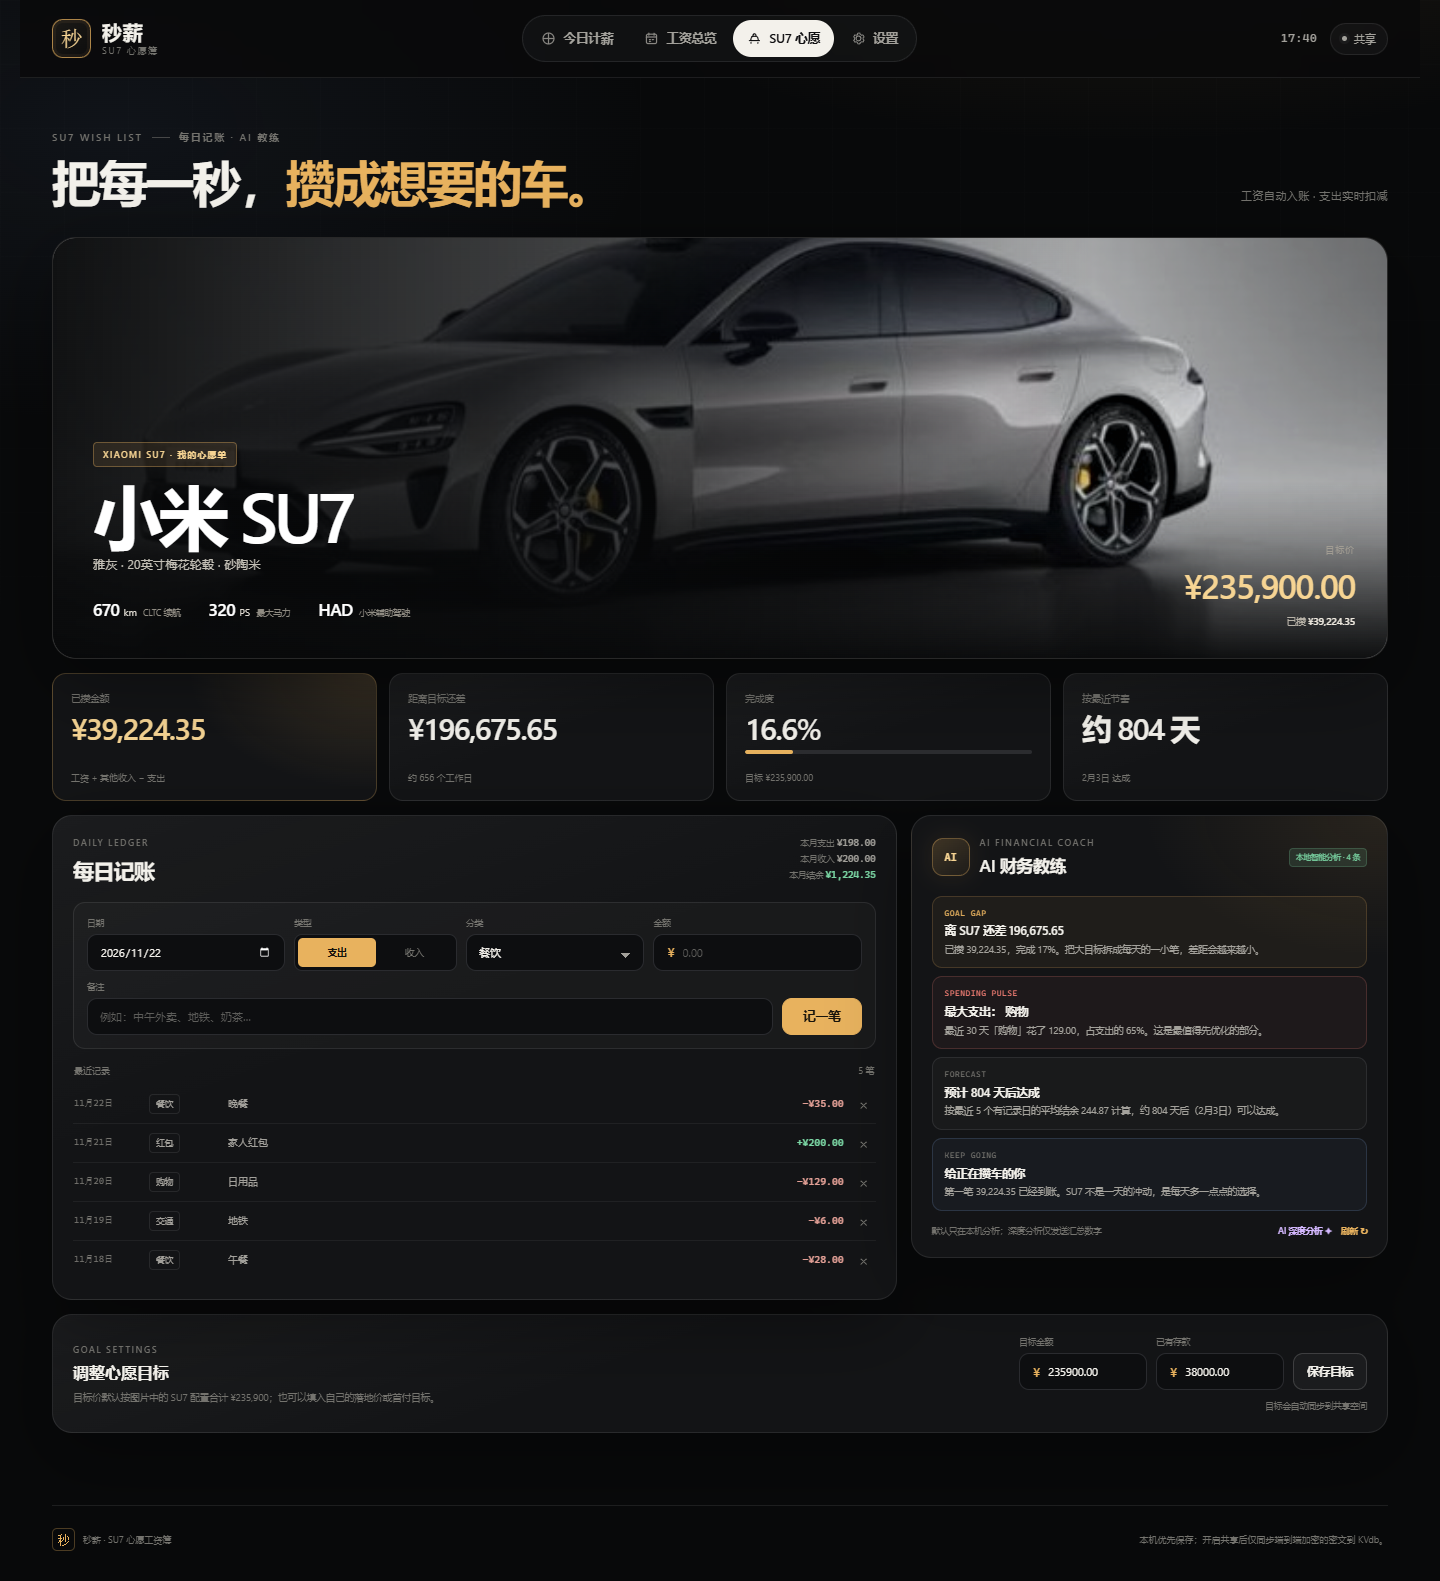 秒
秒薪
SU7 心愿簿
今日计薪
工资总览
SU7 心愿
设置
17:40
共享
SU7 WISH LIST
每日记账 · AI 教练
把每一秒，攒成想要的车。
工资自动入账 · 支出实时扣减
XIAOMI SU7 · 我的心愿单
小米 SU7
雅灰 · 20英寸梅花轮毂 · 砂陶米
670 km CLTC 续航
320 PS 最大马力
HAD 小米辅助驾驶
目标价
¥235,900.00
已攒 ¥39,224.35
已攒金额
¥39,224.35
工资 + 其他收入 − 支出
距离目标还差
¥196,675.65
约 656 个工作日
完成度
16.6%
目标 ¥235,900.00
按最近节奏
约 804 天
2月3日 达成
DAILY LEDGER
每日记账
本月支出 ¥198.00
本月收入 ¥200.00
本月结余 ¥1,224.35
日期
类型
分类
金额
2026/11/22
支出
收入
餐饮
¥ 0.00
备注
例如：中午外卖、地铁、奶茶...
记一笔
最近记录
5 笔
11月22日 餐饮 晚餐 −¥35.00 ×
11月21日 红包 家人红包 +¥200.00 ×
11月20日 购物 日用品 −¥129.00 ×
11月19日 交通 地铁 −¥6.00 ×
11月18日 餐饮 午餐 −¥28.00 ×
AI
AI FINANCIAL COACH
AI 财务教练
本地智能分析 · 4 条
GOAL GAP
离 SU7 还差 196,675.65
已攒 39,224.35，完成 17%。把大目标拆成每天的一小笔，差距会越来越小。
SPENDING PULSE
最大支出： 购物
最近 30 天「购物」花了 129.00，占支出的 65%。这是最值得先优化的部分。
FORECAST
预计 804 天后达成
按最近 5 个有记录日的平均结余 244.87 计算，约 804 天后（2月3日）可以达成。
KEEP GOING
给正在攒车的你
第一笔 39,224.35 已经到账。SU7 不是一天的冲动，是每天多一点点的选择。
默认只在本机分析；深度分析仅发送汇总数字
AI 深度分析 ✦
刷新 ↻
GOAL SETTINGS
调整心愿目标
目标价默认按图片中的 SU7 配置合计 ¥235,900；也可以填入自己的落地价或首付目标。
目标金额
已有存款
¥ 235900.00
¥ 38000.00
保存目标
目标会自动同步到共享空间
秒
秒薪 · SU7 心愿工资簿
本机优先保存；开启共享后仅同步端到端加密的密文到 KVdb。